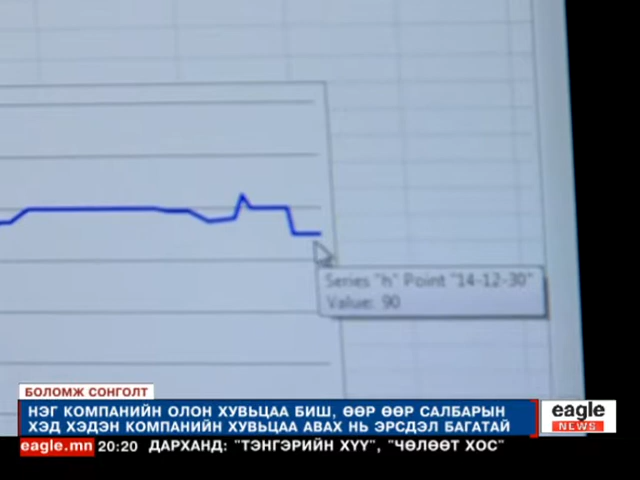 Series "h" Point "14-12-30"
Value: 90
БОЛОМЖ СОНГОЛТ
НЭГ КОМПАНИЙН ОЛОН ХУВЬЦАА БИШ, ӨӨР ӨӨР САЛБАРЫН
ХЭД ХЭДЭН КОМПАНИЙН ХУВЬЦАА АВАХ НЬ ЭРСДЭЛ БАГАТАЙ
eagle
NEWS
eagle.mn 20:20 ДАРХАНД: "ТЭНГЭРИЙН ХҮҮ", "ЧӨЛӨӨТ ХОС"